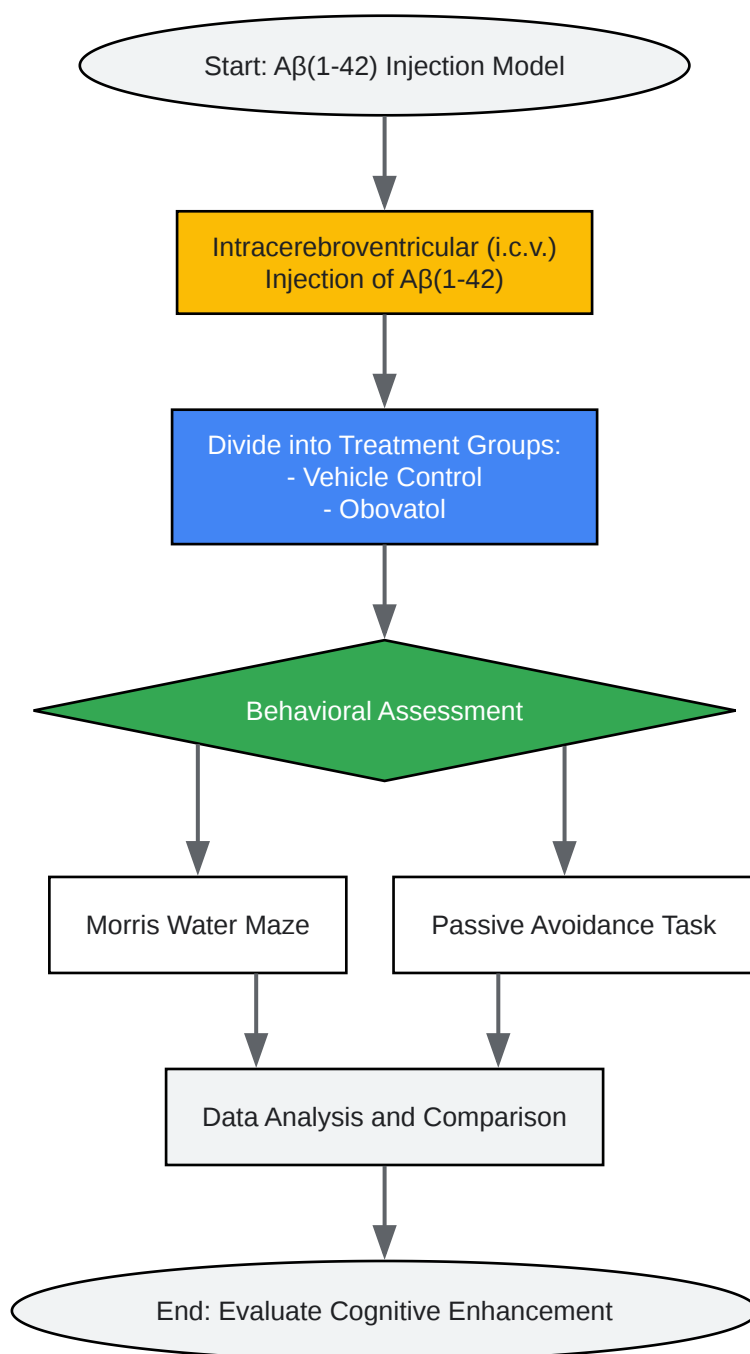 Start: Aβ(1-42) Injection Model
Intracerebroventricular (i.c.v.)
Injection of Aβ(1-42)
Divide into Treatment Groups:
- Vehicle Control
- Obovatol
Behavioral Assessment
Morris Water Maze
Passive Avoidance Task
Data Analysis and Comparison
End: Evaluate Cognitive Enhancement